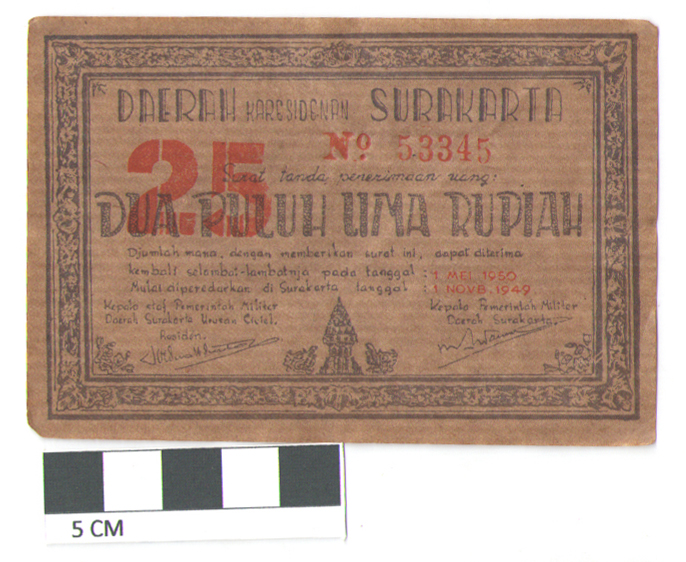 DAERAH KARESIDENAN SURAKARTA
25
Nº 53345
Surat tanda penerimaan uang:
DUA PULUH LIMA RUPIAH
Djumlah mana, dengan memberikan surat ini, dapat diterima
kembali selambat-lambatnja pada tanggal : 1 MEI 1950
Mulai diperedarkan di Surakarta tanggal : 1 NOVB. 1949
Kepala staf Pemerintah Militer
Daerah Surakarta Urusan Civiel.
Residen.
Kepala Pemerintah Militer
Daerah Surakarta.
5 CM